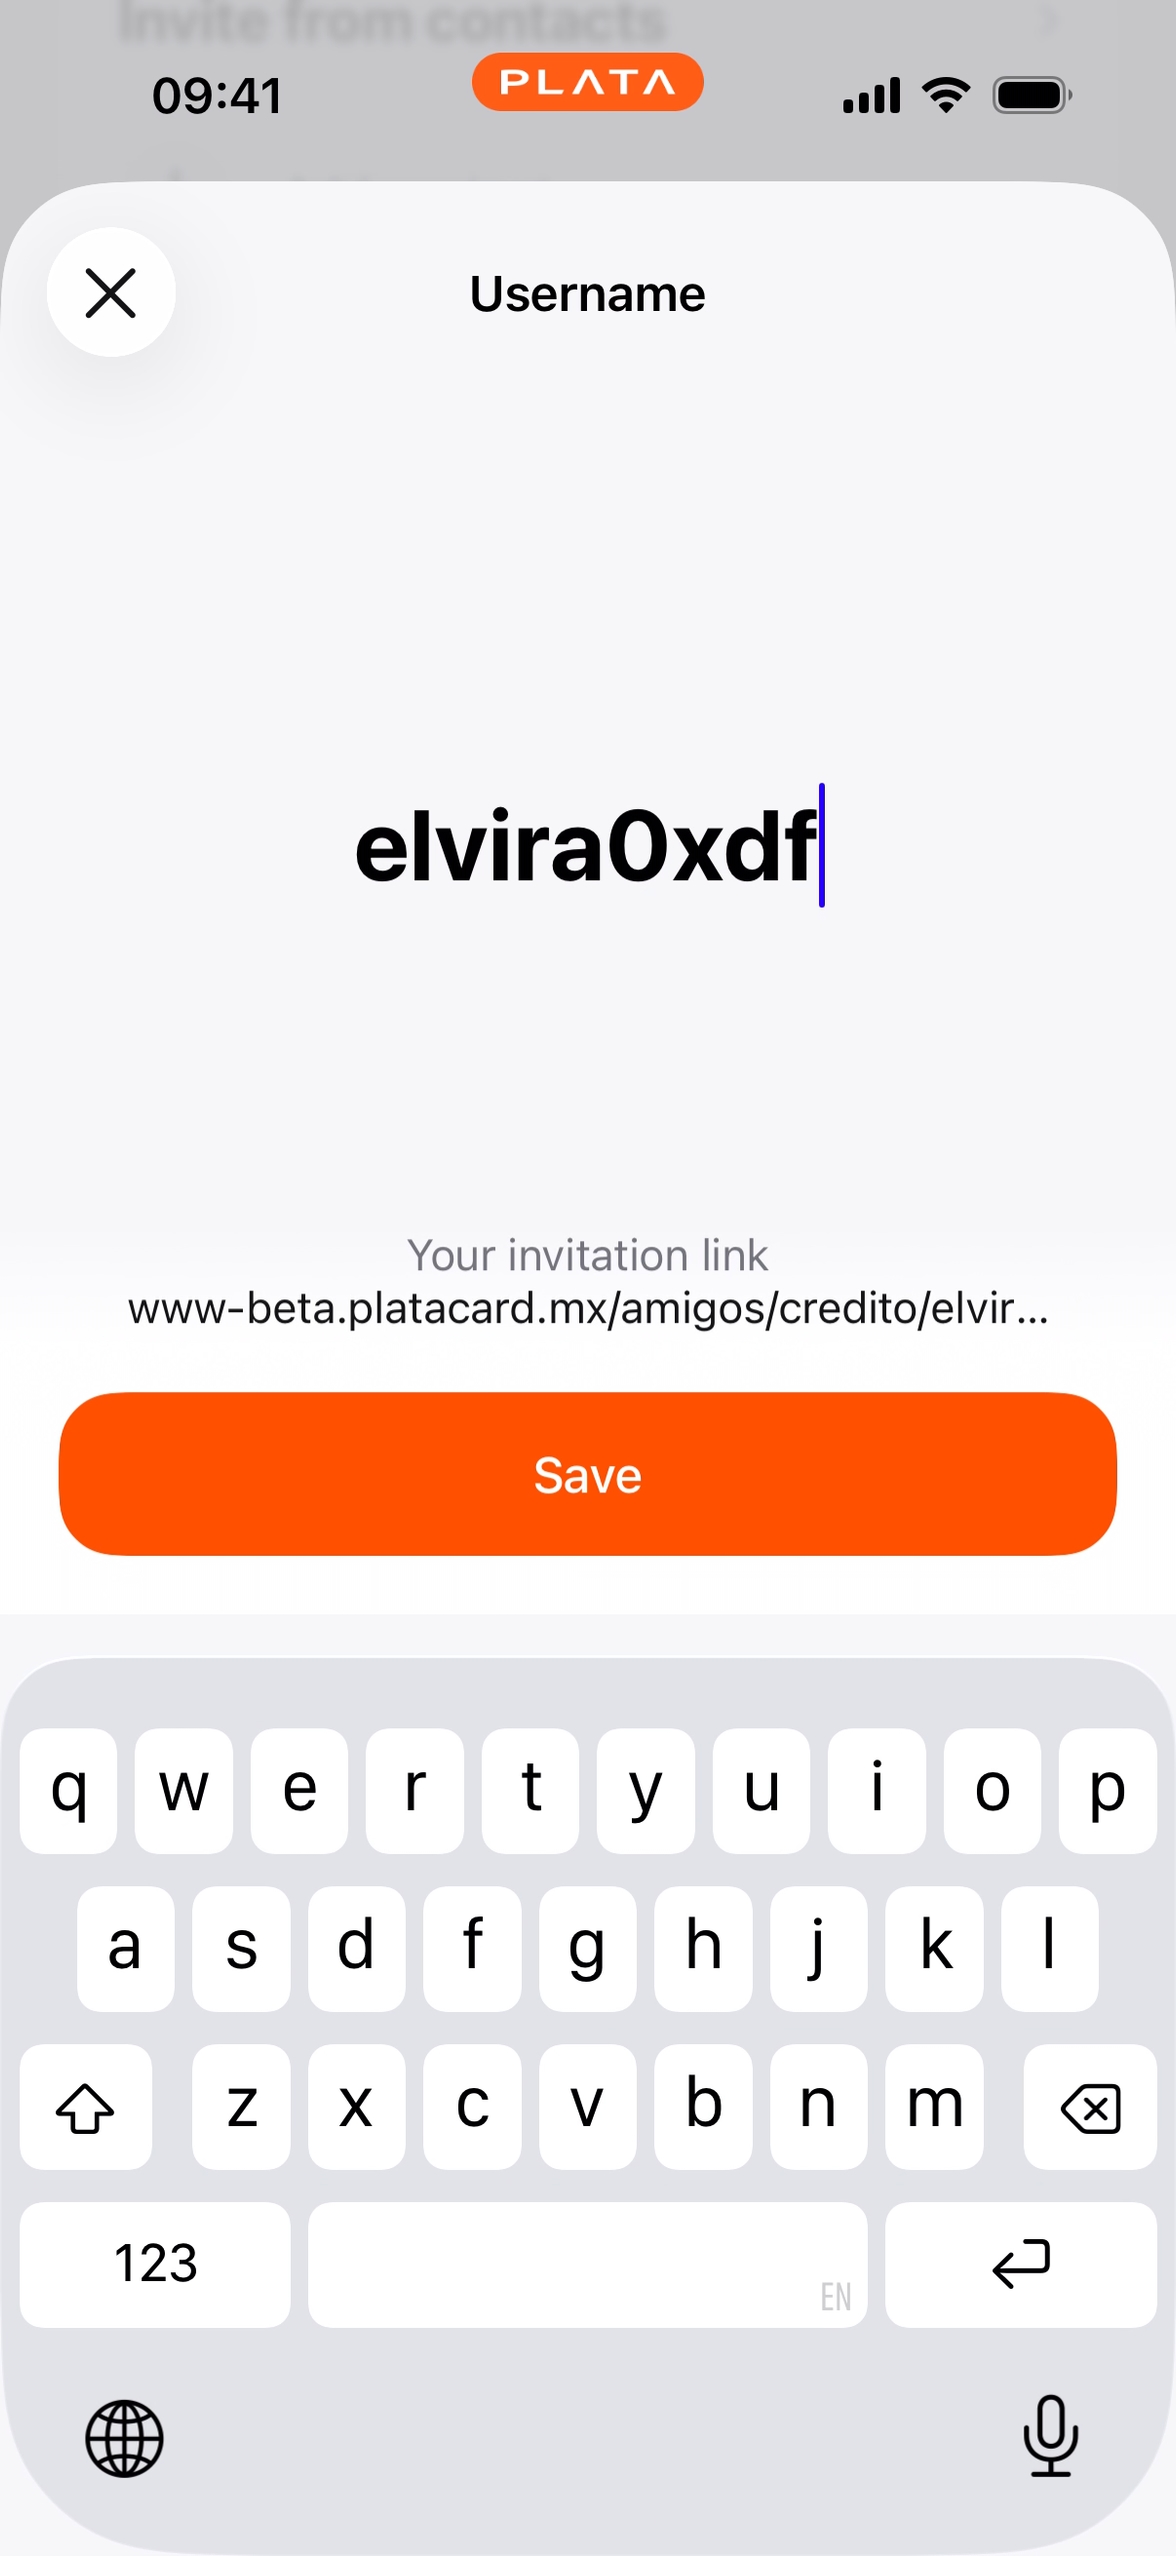 Invite from contacts
09:41
PLATA
Username
elvira0xdf
Your invitation link
www-beta.platacard.mx/amigos/credito/elvir...
Save
q w e r t y u i o p
a s d f g h j k l
z x c v b n m
123
EN